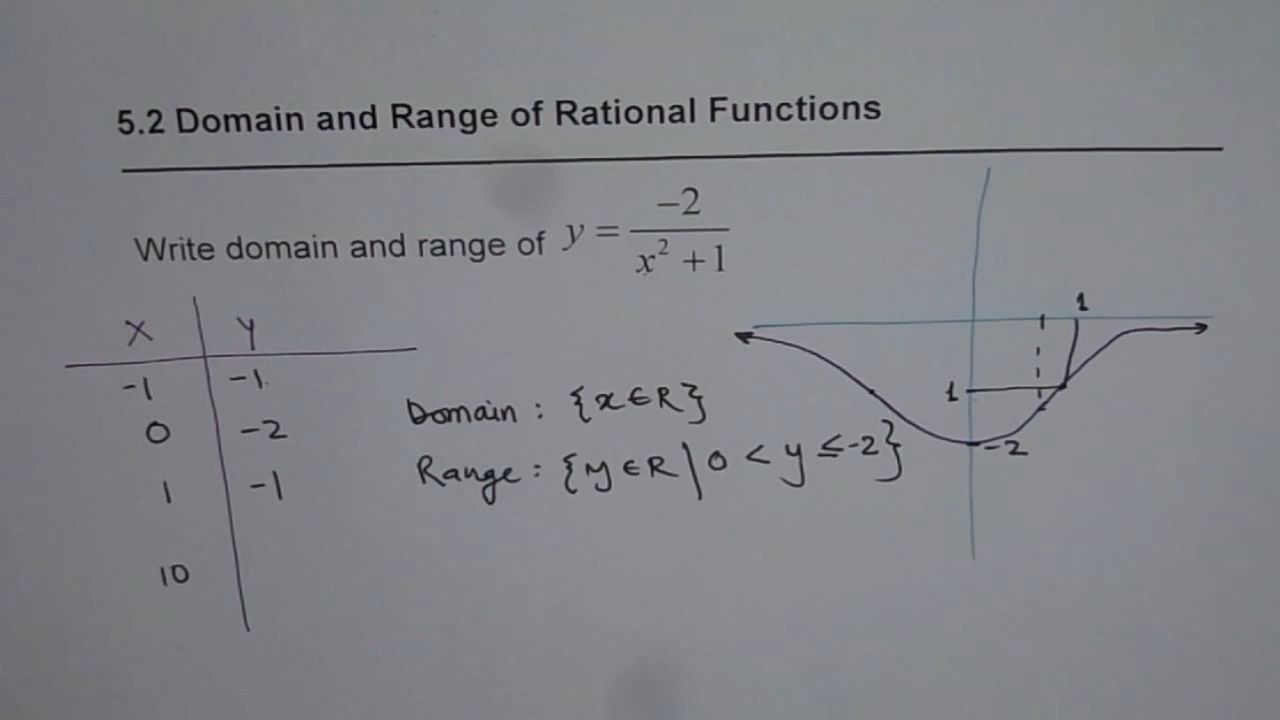 5.2 Domain and Range of Rational Functions
Write domain and range of y = -2 / (x² + 1)
X Y
-1 -1
0 -2
1 -1
10
Domain : {x ∈ R}
Range : {y ∈ R | 0 < y ≤ -2}
1
1
-2